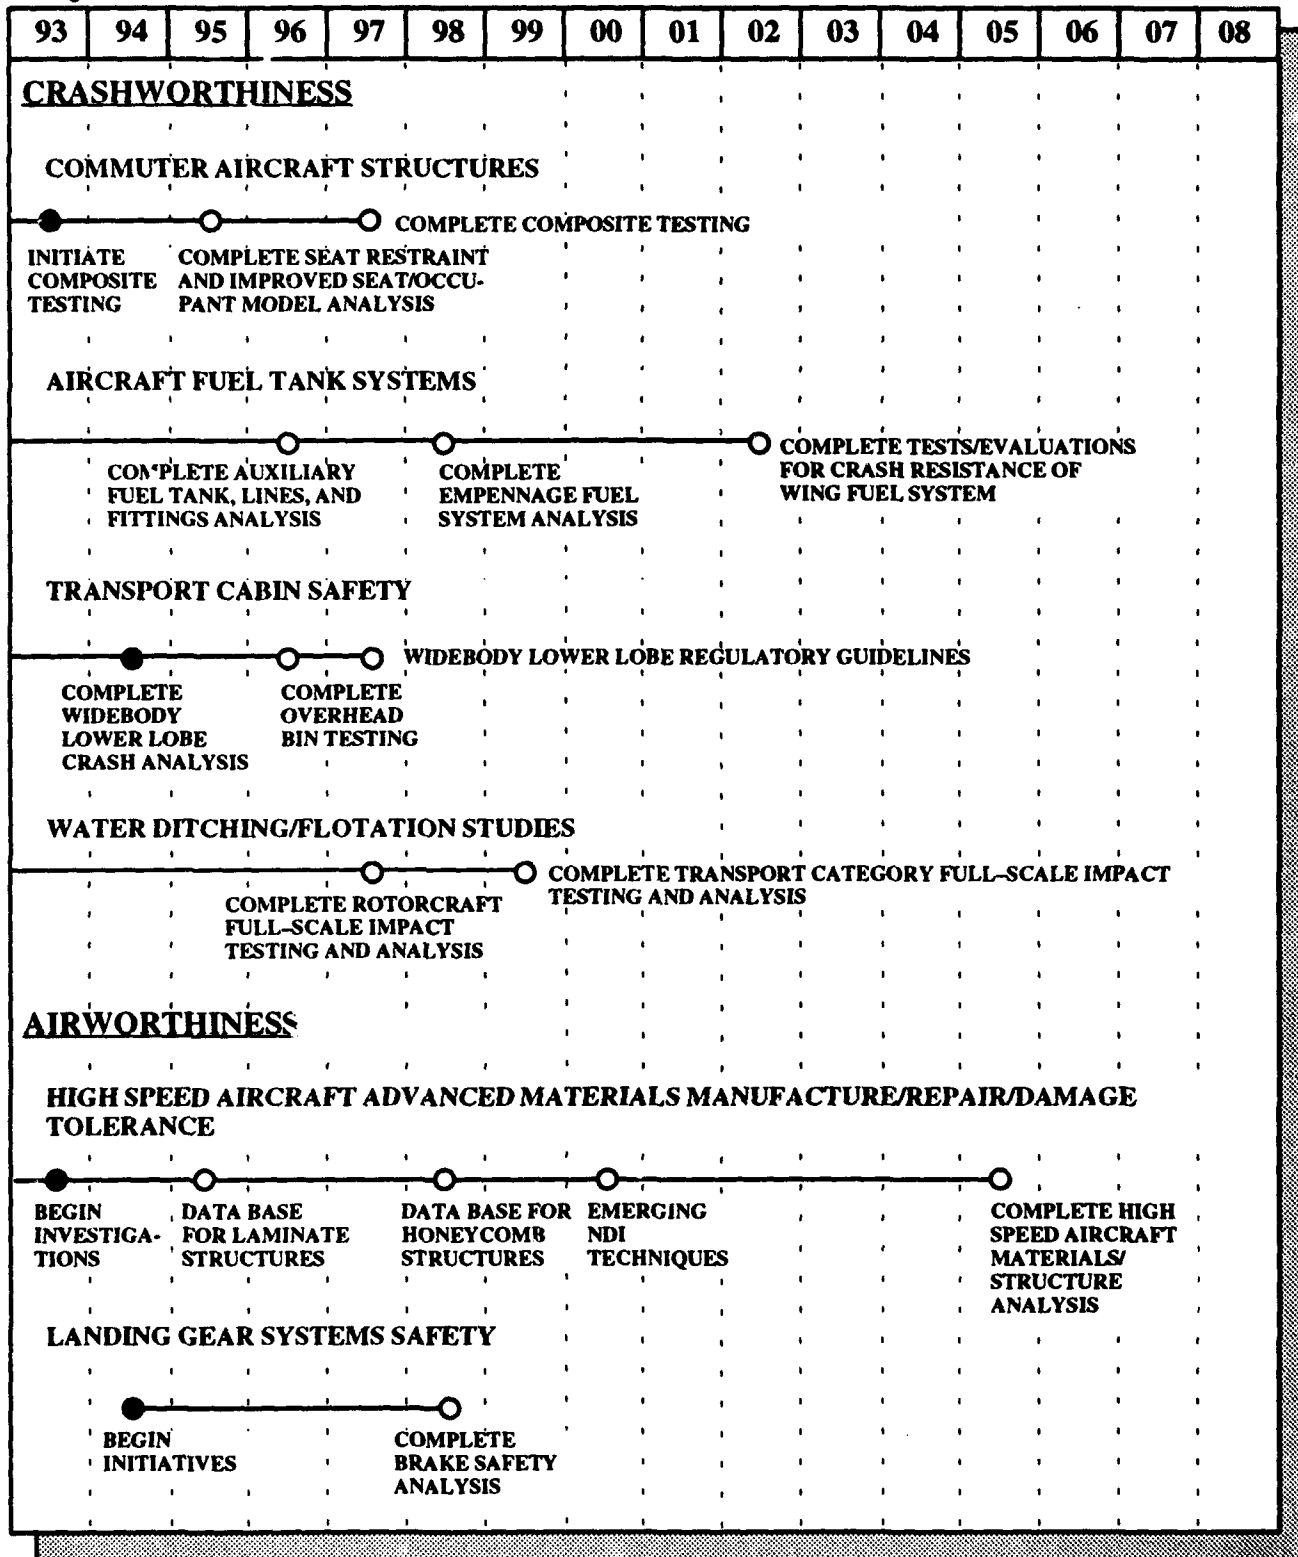 93 94 95 96 97 98 99 00 01 02 03 04 05 06 07 08
CRASHWORTHINESS
COMMUTER AIRCRAFT STRUCTURES
COMPLETE COMPOSITE TESTING
INITIATE
COMPOSITE
TESTING
COMPLETE SEAT RESTRAINT
AND IMPROVED SEAT/OCCU-
PANT MODEL ANALYSIS
AIRCRAFT FUEL TANK SYSTEMS
COMPLETE AUXILIARY
FUEL TANK, LINES, AND
FITTINGS ANALYSIS
COMPLETE
EMPENNAGE FUEL
SYSTEM ANALYSIS
COMPLETE TESTS/EVALUATIONS
FOR CRASH RESISTANCE OF
WING FUEL SYSTEM
TRANSPORT CABIN SAFETY
WIDEBODY LOWER LOBE REGULATORY GUIDELINES
COMPLETE
WIDEBODY
LOWER LOBE
CRASH ANALYSIS
COMPLETE
OVERHEAD
BIN TESTING
WATER DITCHING/FLOTATION STUDIES
COMPLETE ROTORCRAFT
FULL-SCALE IMPACT
TESTING AND ANALYSIS
COMPLETE TRANSPORT CATEGORY FULL-SCALE IMPACT
TESTING AND ANALYSIS
AIRWORTHINESS
HIGH SPEED AIRCRAFT ADVANCED MATERIALS MANUFACTURE/REPAIR/DAMAGE
TOLERANCE
BEGIN
INVESTIGA-
TIONS
DATA BASE
FOR LAMINATE
STRUCTURES
DATA BASE FOR
HONEYCOMB
STRUCTURES
EMERGING
NDI
TECHNIQUES
COMPLETE HIGH
SPEED AIRCRAFT
MATERIALS/
STRUCTURE
ANALYSIS
LANDING GEAR SYSTEMS SAFETY
BEGIN
INITIATIVES
COMPLETE
BRAKE SAFETY
ANALYSIS